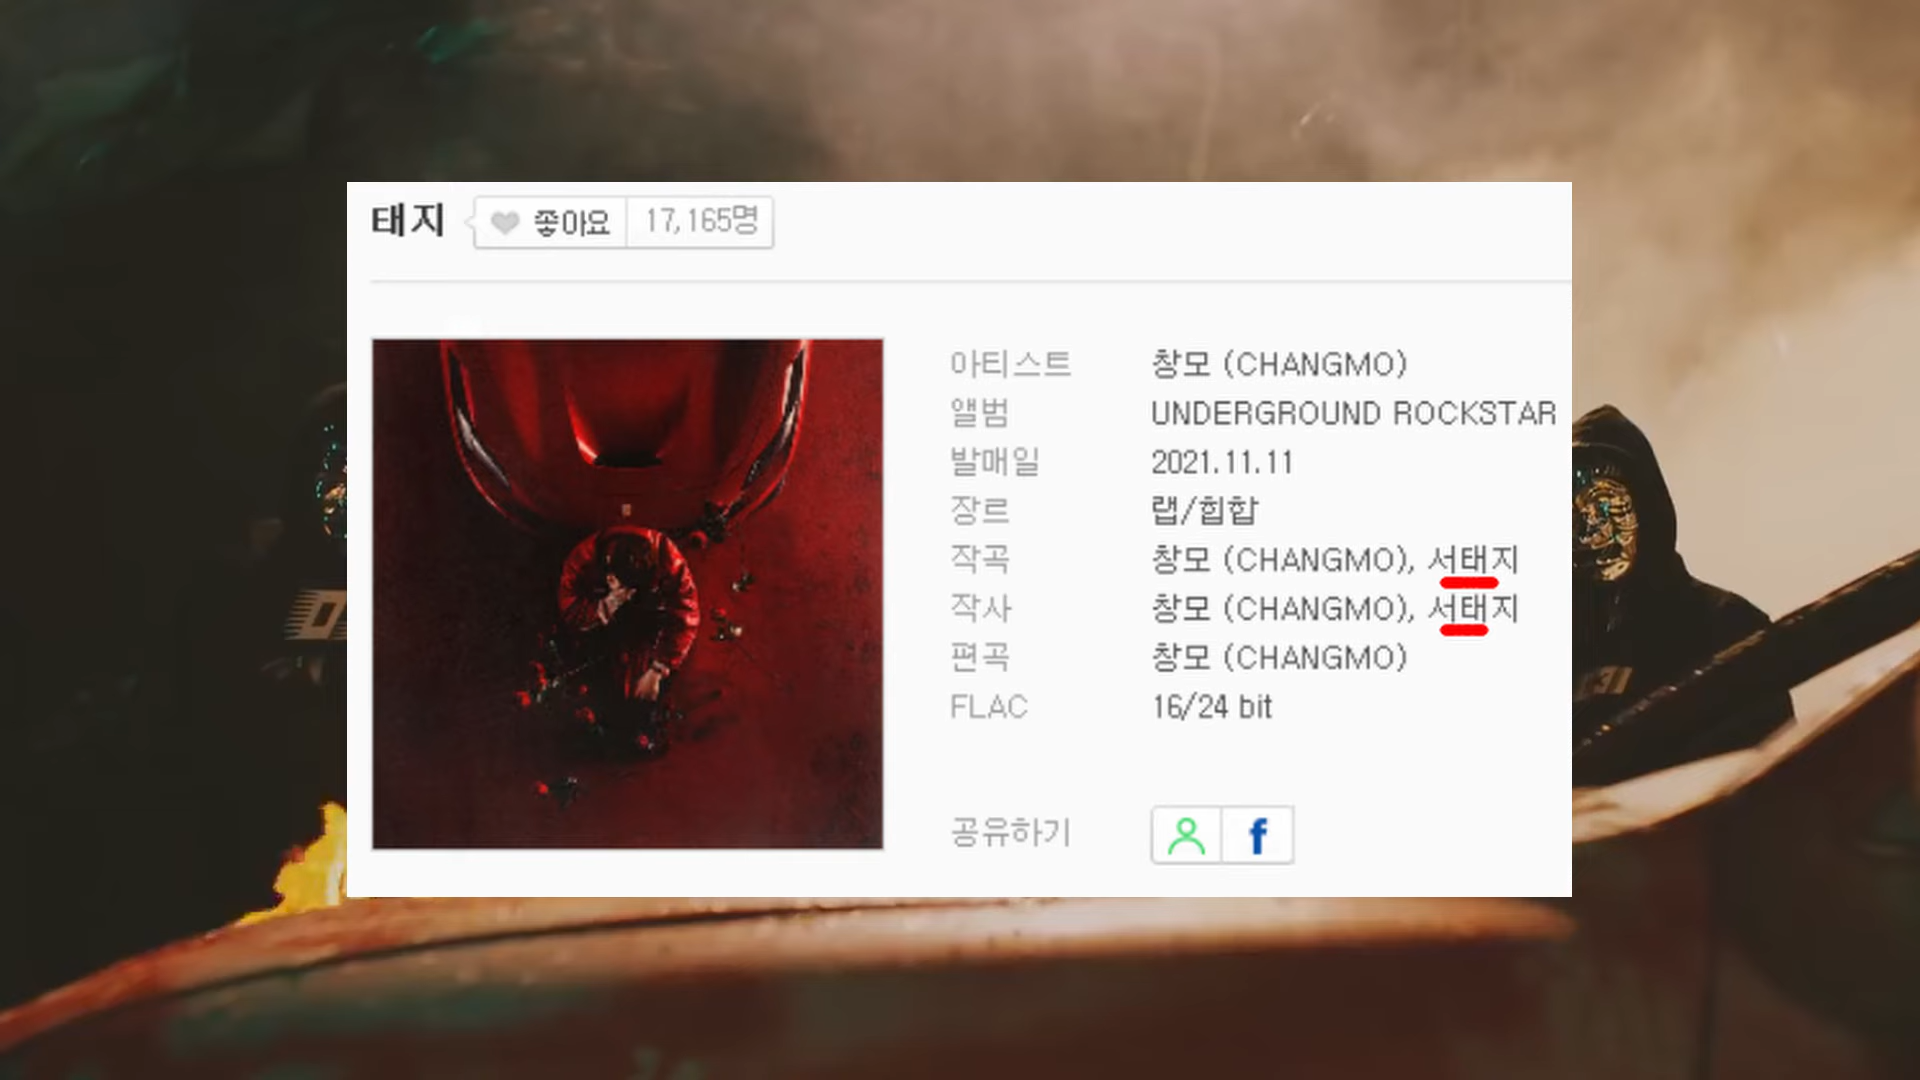 태지 좋아요 17,165명
아티스트 창모 (CHANGMO)
앨범 UNDERGROUND ROCKSTAR
발매일 2021.11.11
장르 랩/힙합
작곡 창모 (CHANGMO), 서태지
작사 창모 (CHANGMO), 서태지
편곡 창모 (CHANGMO)
FLAC 16/24 bit
공유하기 f